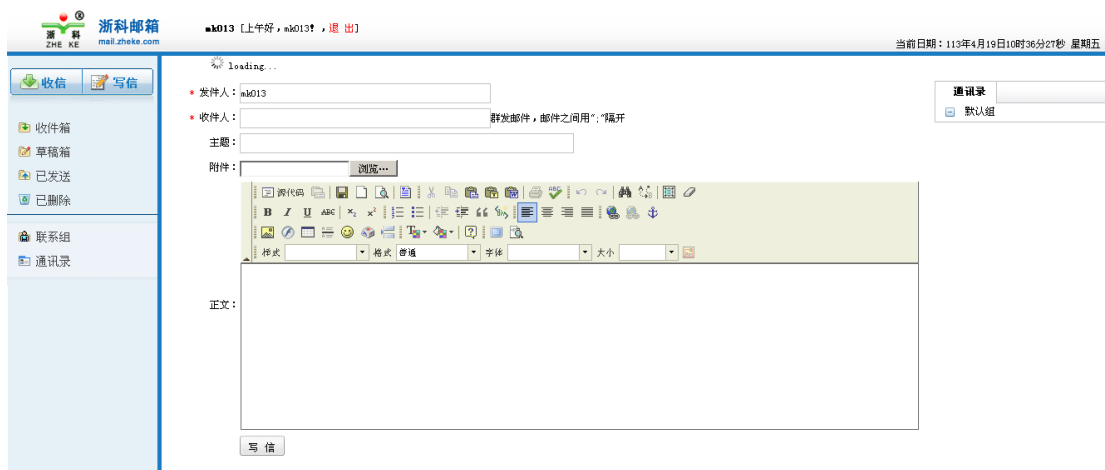 浙 科
ZHE KE
浙科邮箱
mail.zheke.com
mk013 [上午好，mk013! ，退 出]
当前日期：113年4月19日10时36分27秒 星期五
收信
写信
收件箱
草稿箱
已发送
已删除
联系组
通讯录
loading...
* 发件人：mk013
* 收件人：群发邮件，邮件之间用";"隔开
主题：
附件：浏览…
源代码
B I U ABC x₂ x²
样式 格式 普通 字体 大小
正文：
写 信
通讯录
默认组